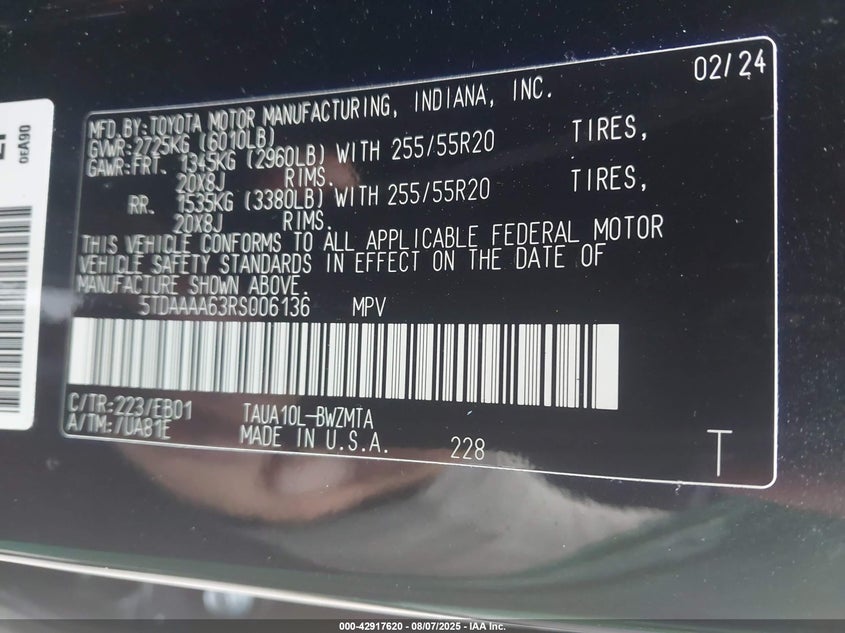 02/24
MFD.BY:TOYOTA MOTOR MANUFACTURING, INDIANA, INC.
GVWR:2725KG (6010LB)
GAWR:FRT. 1345KG (2960LB) WITH 255/55R20 TIRES,
20X8J RIMS.
RR. 1535KG (3380LB) WITH 255/55R20 TIRES,
20X8J RIMS.
THIS VEHICLE CONFORMS TO ALL APPLICABLE FEDERAL MOTOR
VEHICLE SAFETY STANDARDS IN EFFECT ON THE DATE OF
MANUFACTURE SHOWN ABOVE.
5TDAAAA63RS006136 MPV
C/TR:223/EB01 TAUA10L-BWZMTA
A/TM:/UA81E MADE IN U.S.A. 228
T
0EA90
000-42917620 - 08/07/2025 - IAA Inc.